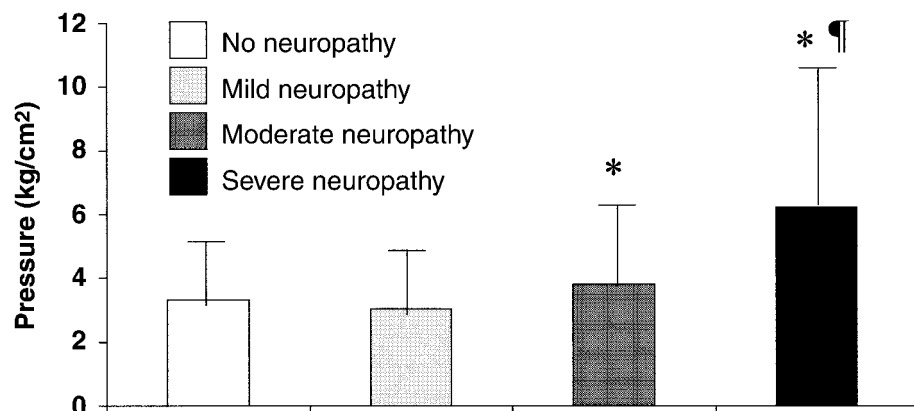 12
10
8
6
4
2
0
Pressure (kg/cm2)
No neuropathy
Mild neuropathy
Moderate neuropathy
Severe neuropathy
*
* ¶